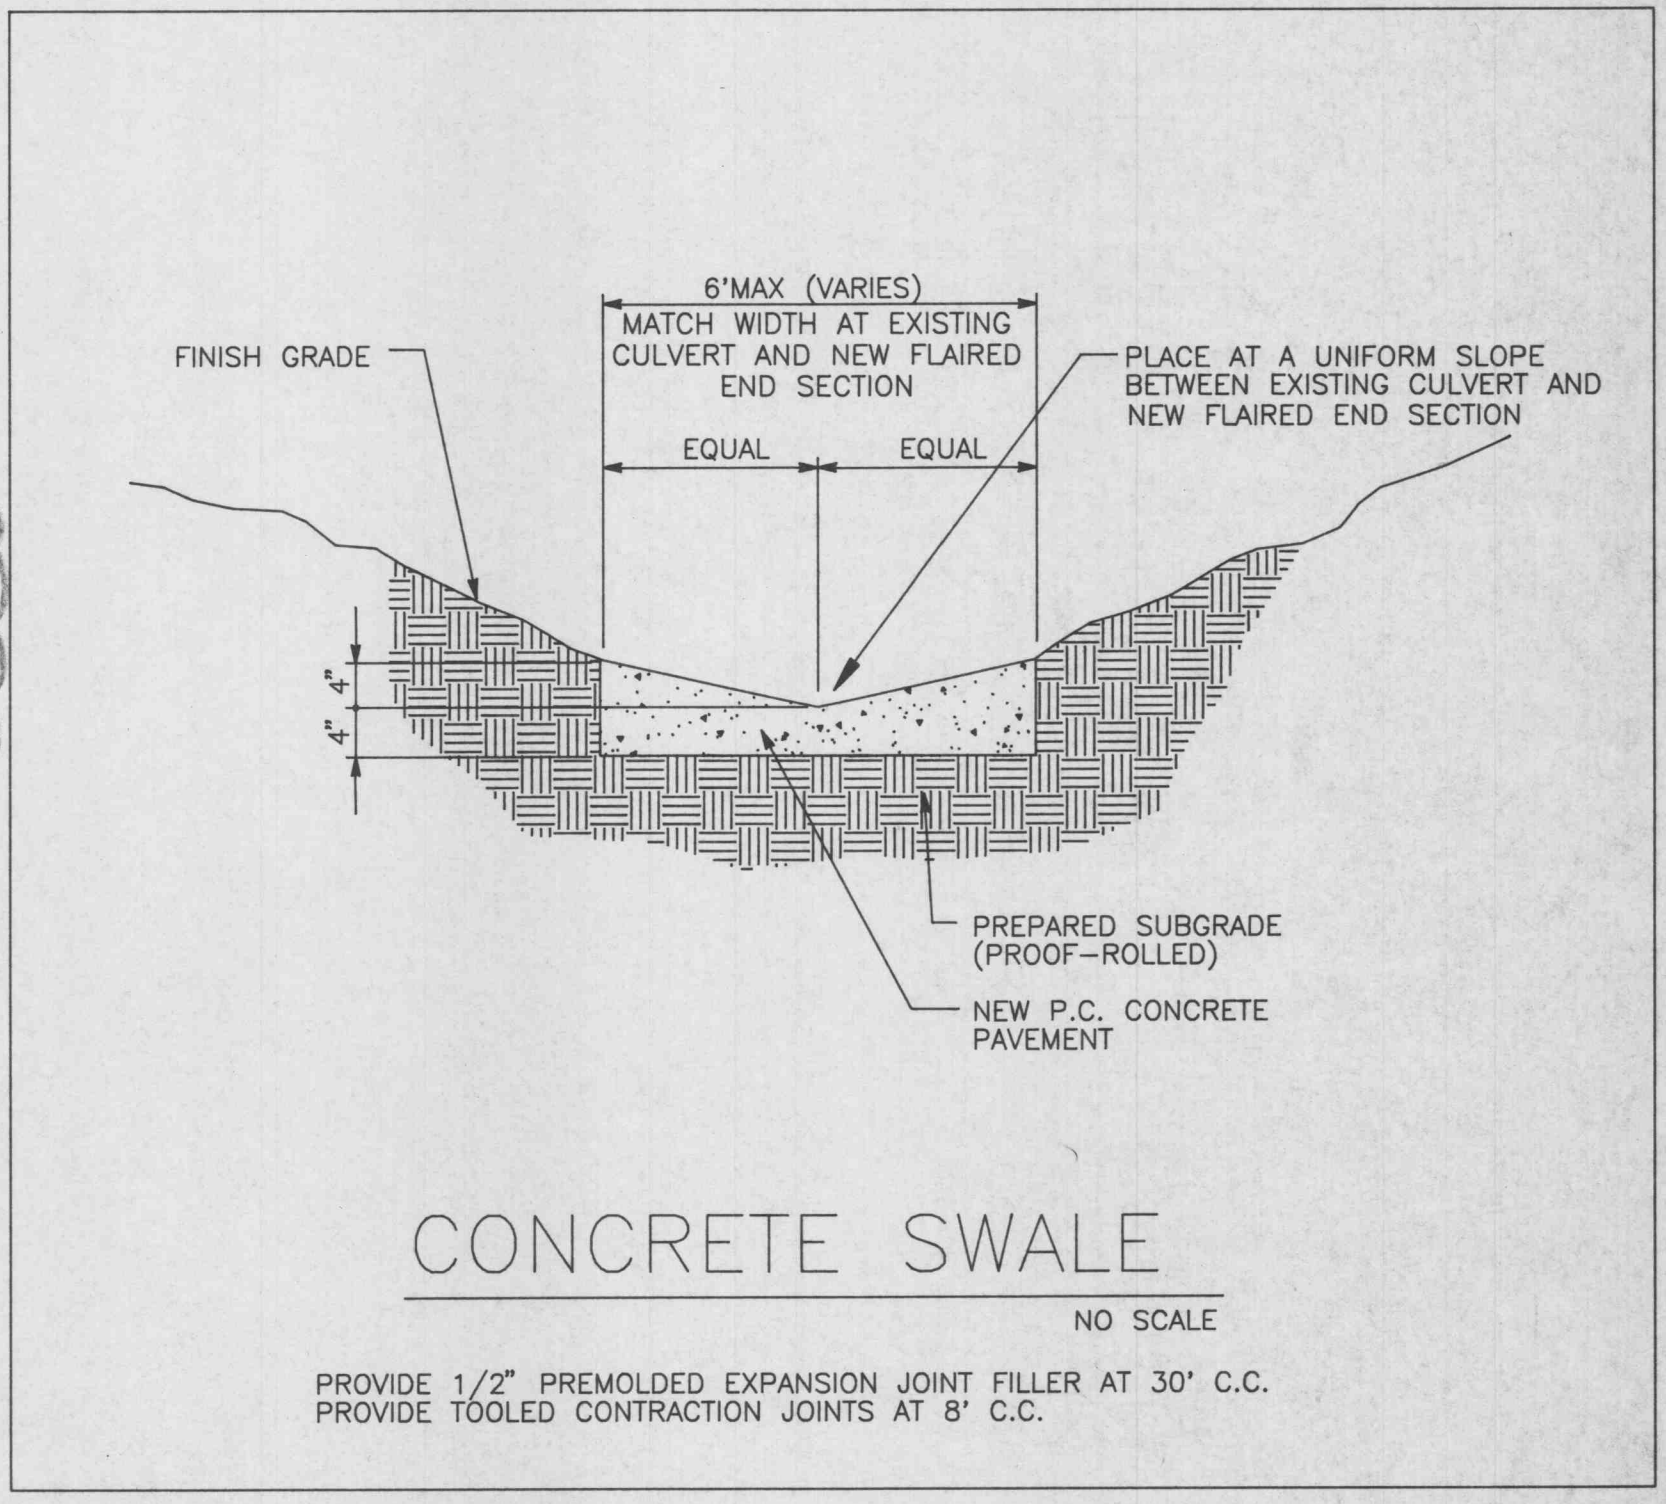 6'MAX (VARIES)
MATCH WIDTH AT EXISTING
CULVERT AND NEW FLAIRED
END SECTION
FINISH GRADE
PLACE AT A UNIFORM SLOPE
BETWEEN EXISTING CULVERT AND
NEW FLAIRED END SECTION
EQUAL
EQUAL
4"
4"
PREPARED SUBGRADE
(PROOF-ROLLED)
NEW P.C. CONCRETE
PAVEMENT
CONCRETE SWALE
NO SCALE
PROVIDE 1/2" PREMOLDED EXPANSION JOINT FILLER AT 30' C.C.
PROVIDE TOOLED CONTRACTION JOINTS AT 8' C.C.